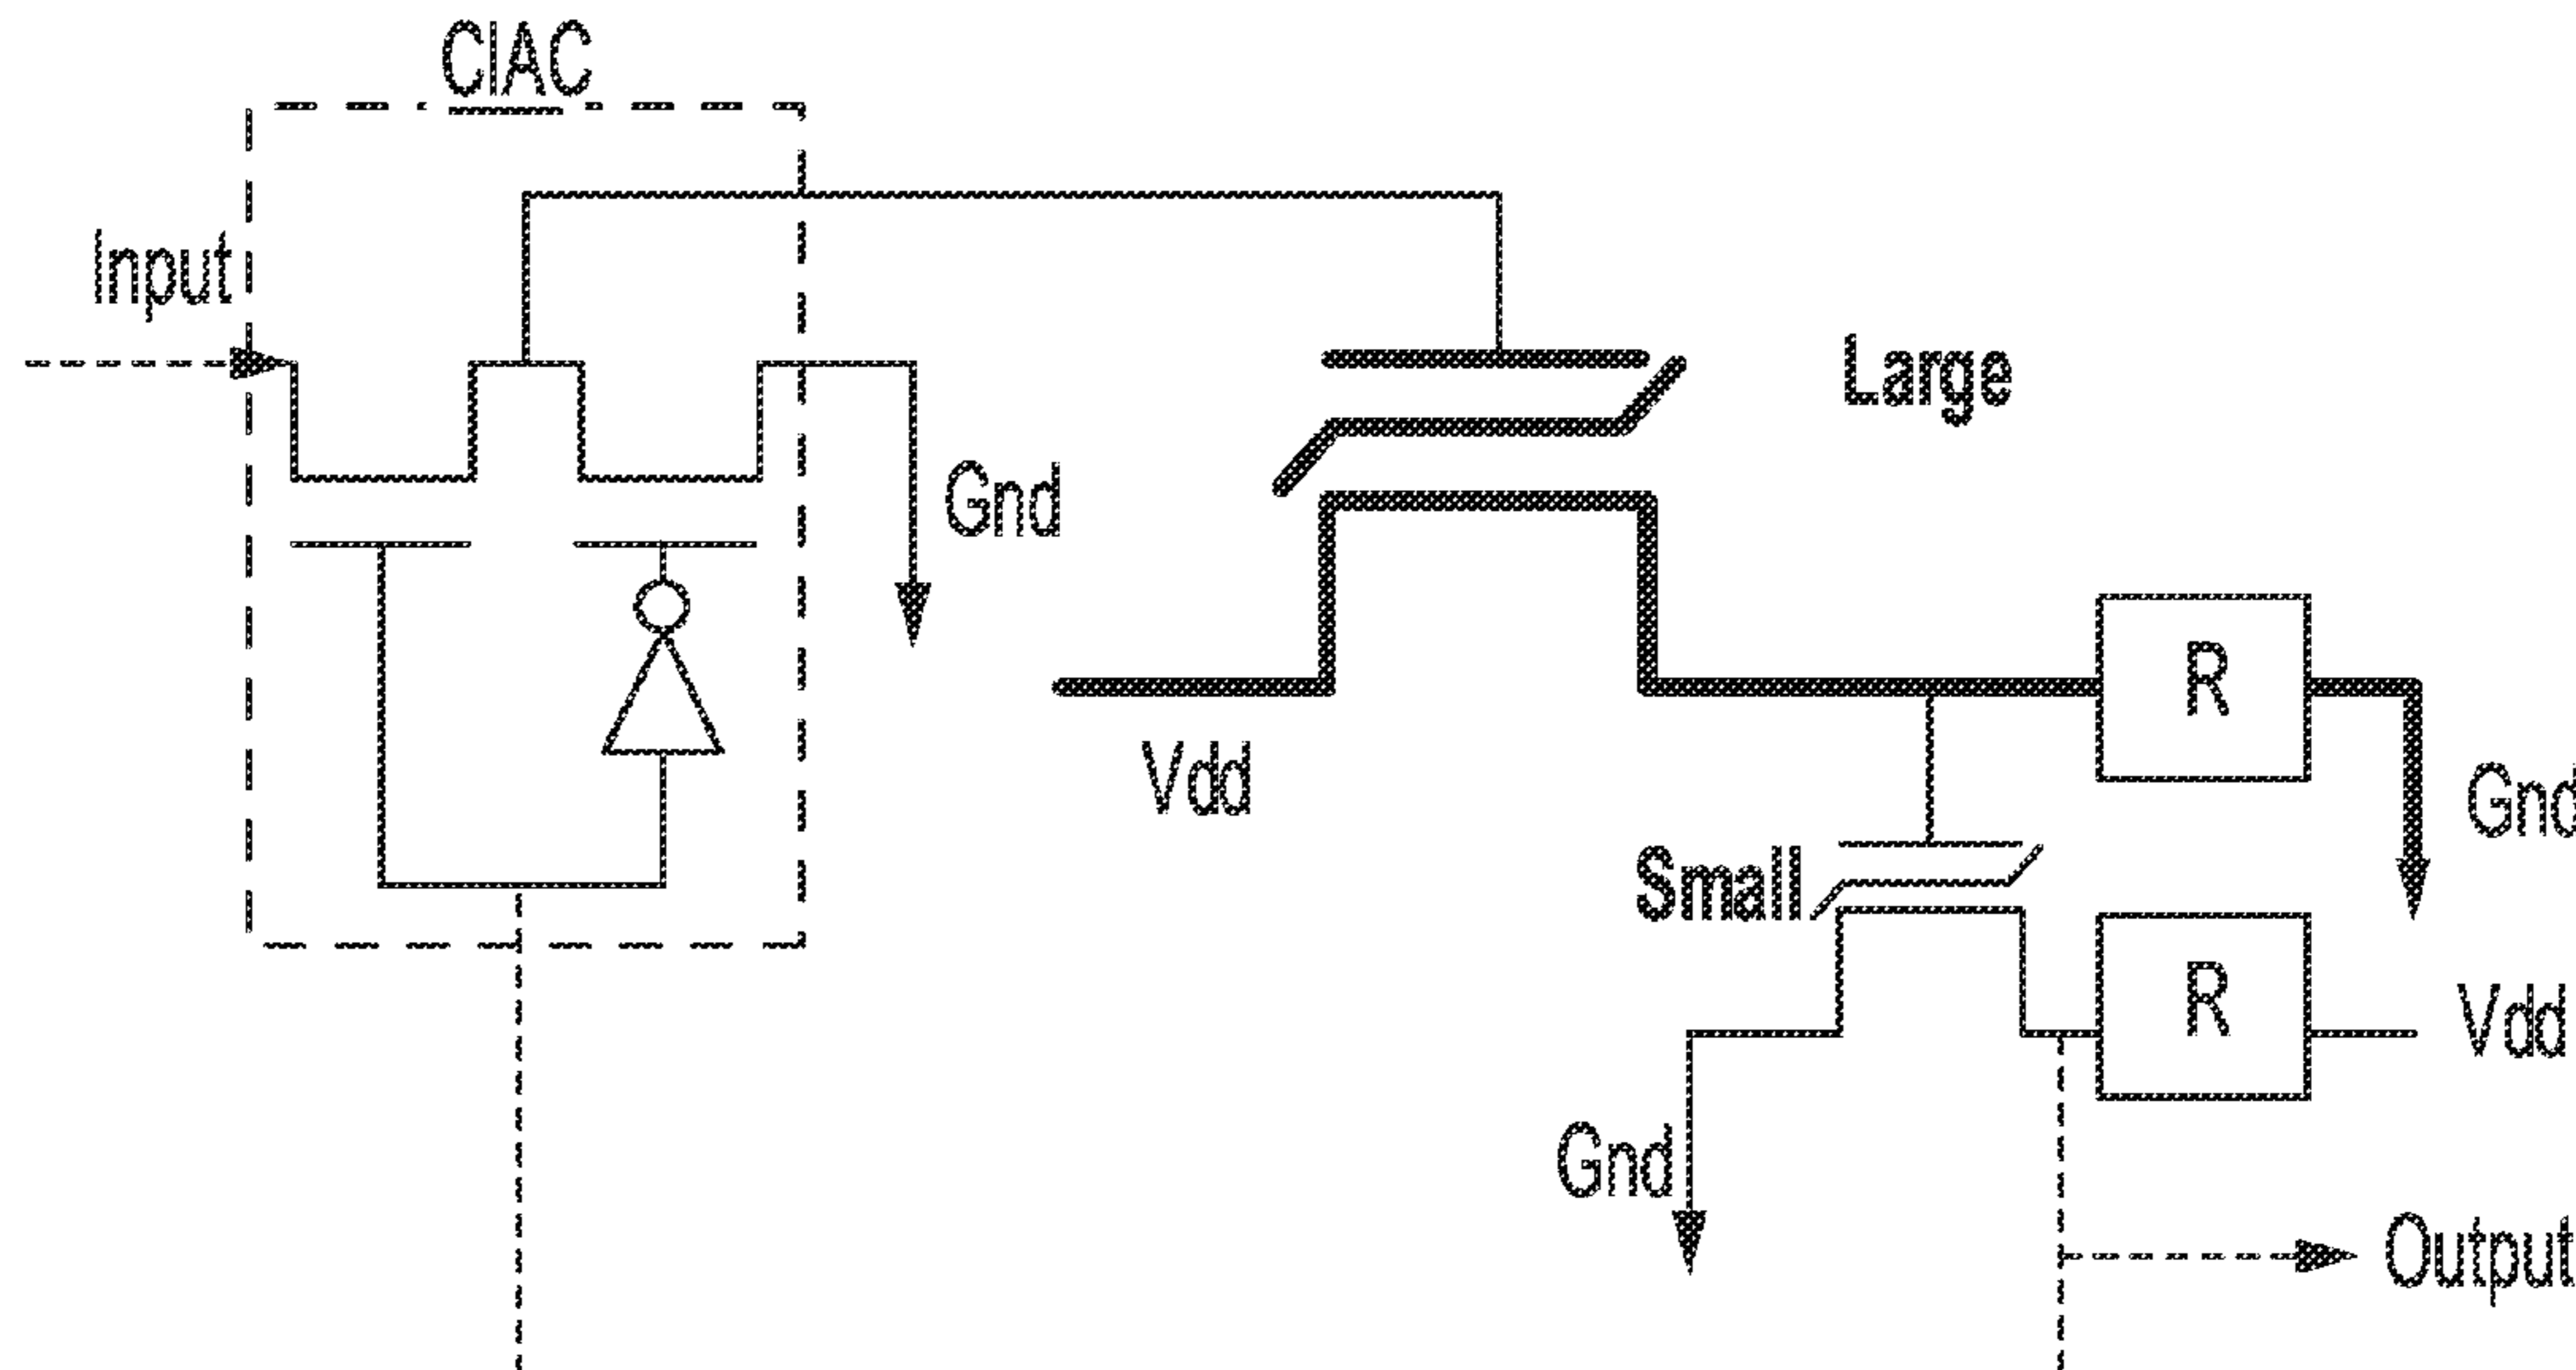 CIAC
Input
Large
Gnd
R
Vdd
Gnd
Small
R
Vdd
Gnd
Output